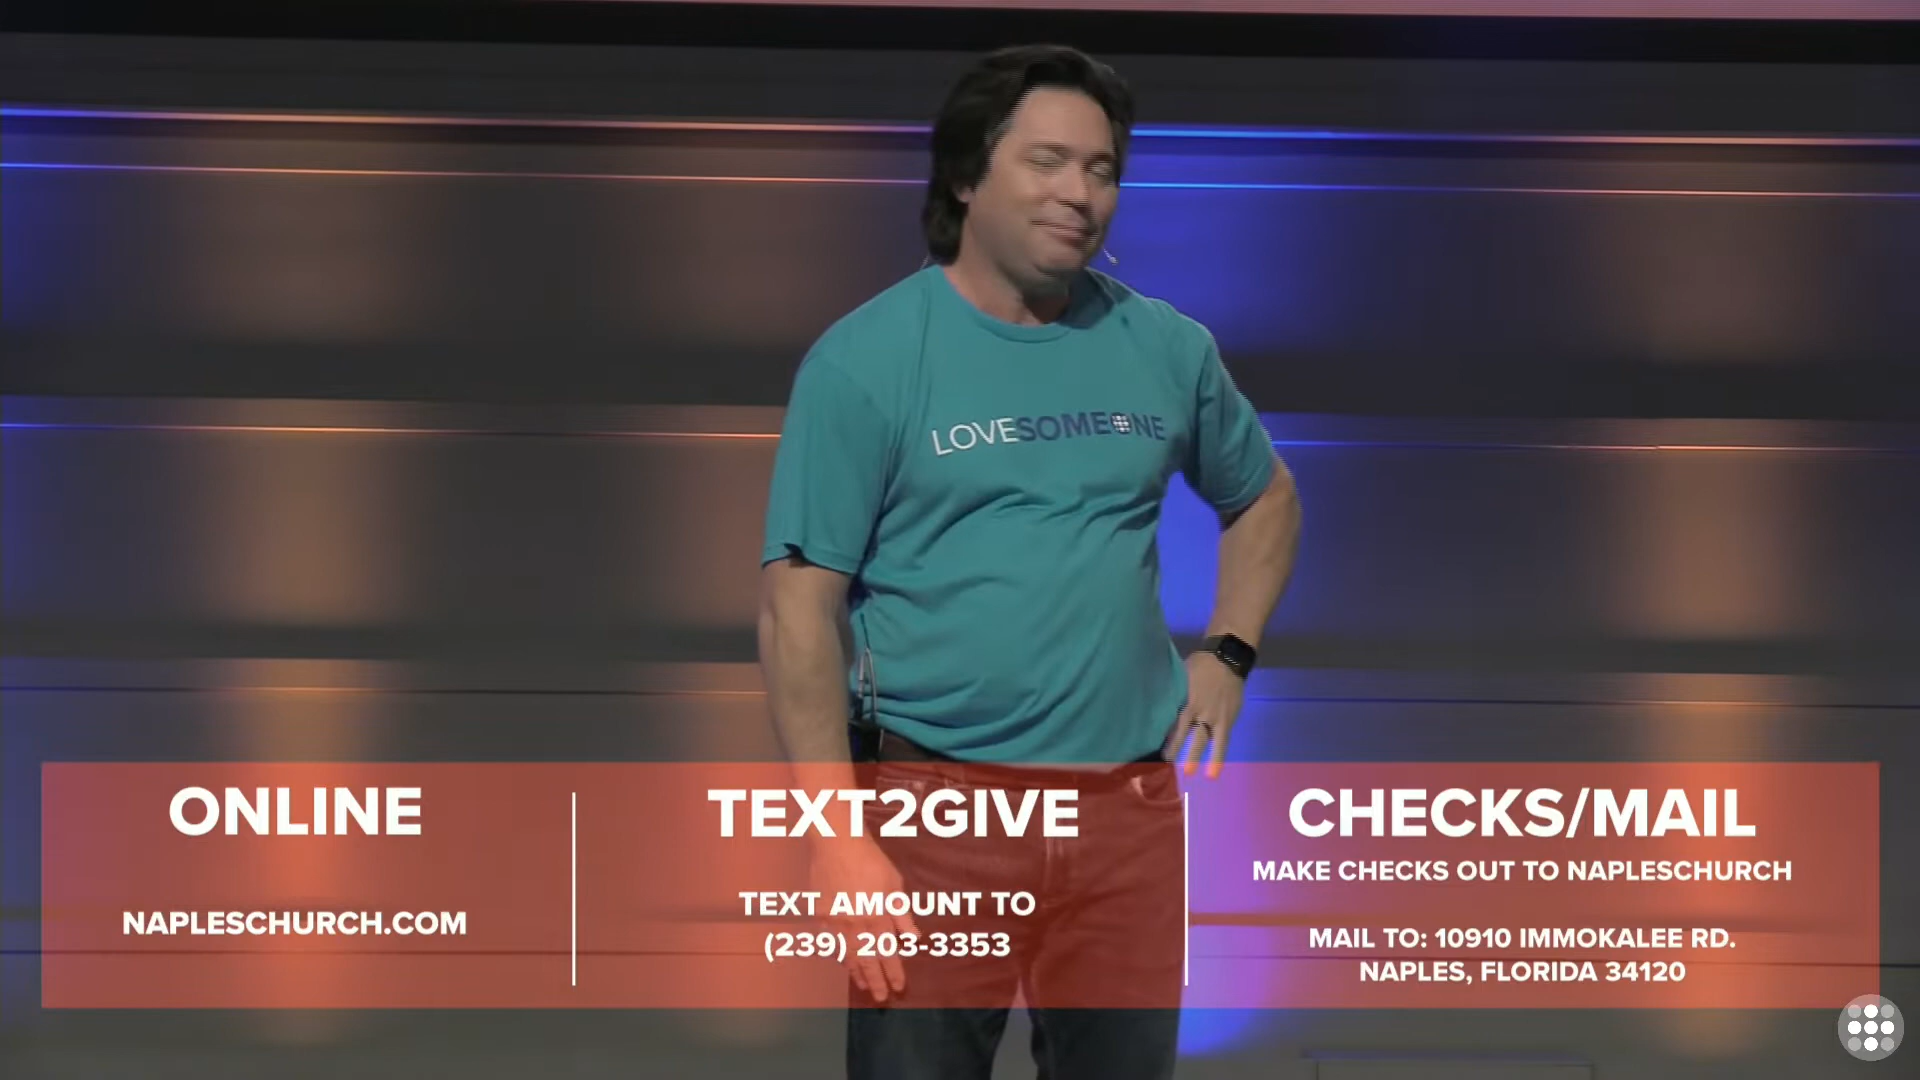 LOVESOMEONE
ONLINE
NAPLESCHURCH.COM
TEXT2GIVE
TEXT AMOUNT TO
(239) 203-3353
CHECKS/MAIL
MAKE CHECKS OUT TO NAPLESCHURCH
MAIL TO: 10910 IMMOKALEE RD.
NAPLES, FLORIDA 34120